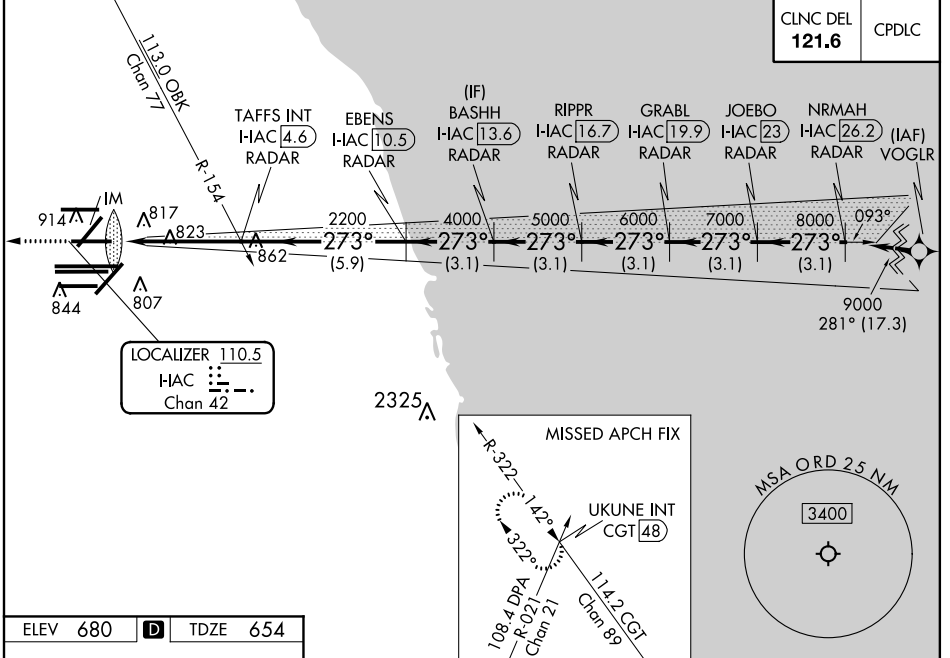 CLNC DEL
121.6
CPDLC
113.0 OBK
Chan 77
R-154
TAFFS INT
I-IAC 4.6
RADAR
EBENS
I-IAC 10.5
RADAR
(IF)
BASHH
I-IAC 13.6
RADAR
RIPPR
I-IAC 16.7
RADAR
GRABL
I-IAC 19.9
RADAR
JOEBO
I-IAC 23
RADAR
NRMAH
I-IAC 26.2
RADAR
(IAF)
VOGLR
IM
914
817
823
862
844
807
2200
4000
5000
6000
7000
8000
093°
273°
273°
273°
273°
273°
273°
(5.9)
(3.1)
(3.1)
(3.1)
(3.1)
(3.1)
9000
281° (17.3)
LOCALIZER 110.5
I-IAC
Chan 42
2325
MISSED APCH FIX
R-322
142°
322°
UKUNE INT
CGT 48
108.4 DPA
R-021
Chan 21
114.2 CGT
Chan 89
MSA ORD 25 NM
3400
ELEV 680 D TDZE 654